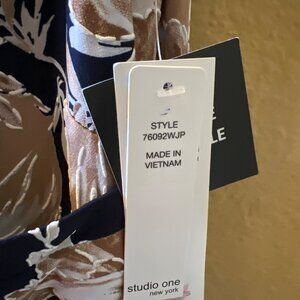 STYLE
76092WJP
MADE IN
VIETNAM
studio one
new york